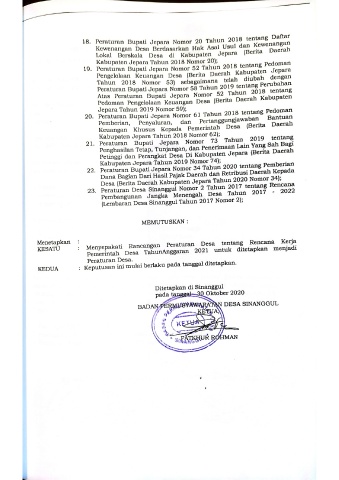 18. Peraturan Bupati Jepara Nomor 20 Tahun 2018 tentang Daftar
Kewenangan Desa Berdasarkan Hak Asal Usul dan Kewenangan
Lokal Berskala Desa di Kabupaten Jepara (Berita Daerah
Kabupaten Jepara Tahun 2018 Nomor 20);
19. Peraturan Bupati Jepara Nomor 52 Tahun 2018 tentang Pedoman
Pengelolaan Keuangan Desa (Berita Daerah Kabupaten Jepara
Tahun 2018 Nomor 53) sebagaimana telah diubah dengan
Peraturan Bupati Jepara Nomor 58 Tahun 2019 tentang Perubahan
Atas Peraturan Bupati Jepara Nomor 52 Tahun 2018 tentang
Pedoman Pengelolaan Keuangan Desa (Berita Daerah Kabupaten
Jepara Tahun 2019 Nomor 59);
20. Peraturan Bupati Jepara Nomor 61 Tahun 2018 tentang Pedoman
Pemberian, Penyaluran, dan Pertanggungjawaban Bantuan
Keuangan Khusus Kepada Pemerintah Desa (Berita Daerah
Kabupaten Jepara Tahun 2018 Nomor 62);
21. Peraturan Bupati Jepara Nomor 73 Tahun 2019 tentang
Penghasilan Tetap, Tunjangan, dan Penerimaan Lain Yang Sah Bagi
Petinggi dan Perangkat Desa Di Kabupaten Jepara (Berita Daerah
Kabupaten Jepara Tahun 2019 Nomor 74);
22. Peraturan Bupati Jepara Nomor 34 Tahun 2020 tentang Pemberian
Dana Bagian Dari Hasil Pajak Daerah dan Retribusi Daerah Kepada
Desa (Berita Daerah Kabupaten Jepara Tahun 2020 Nomor 34);
23. Peraturan Desa Sinanggul Nomor 2 Tahun 2017 tentang Rencana
Pembangunan Jangka Menengah Desa Tahun 2017 - 2022
(Lembaran Desa Sinanggul Tahun 2017 Nomor 2);
MEMUTUSKAN :
Menetapkan :
KESATU : Menyepakati Rancangan Peraturan Desa tentang Rencana Kerja
Pemerintah Desa TahunAnggaran 2021 untuk ditetapkan menjadi
Peraturan Desa.
KEDUA : Keputusan ini mulai berlaku pada tanggal ditetapkan.
Ditetapkan di Sinanggul
pada tanggal 30 Oktober 2020
BADAN PERMUSYAWARATAN DESA SINANGGUL
KETUA,
KETUA
FATKHUR ROHMAN